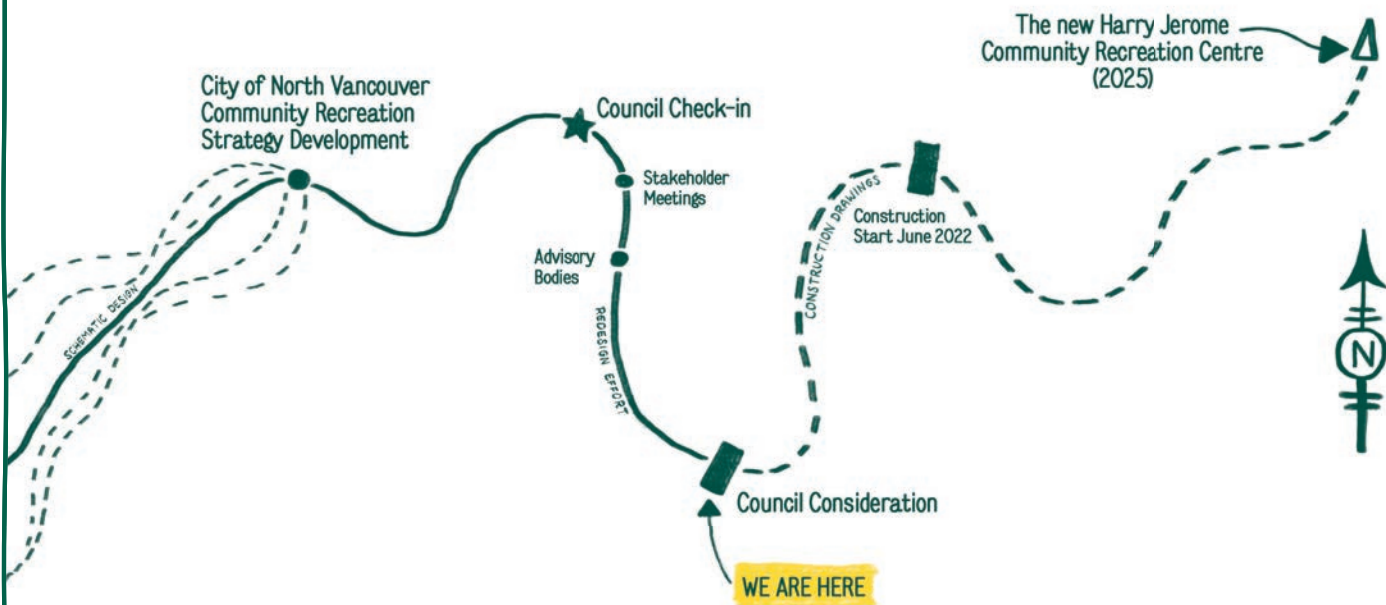 The new Harry Jerome
Community Recreation Centre
(2025)
City of North Vancouver
Community Recreation
Strategy Development
Council Check-in
Stakeholder
Meetings
Advisory
Bodies
SCHEMATIC DESIGN
REDESIGN EFFORT
CONSTRUCTION DRAWINGS
Construction
Start June 2022
N
Council Consideration
WE ARE HERE